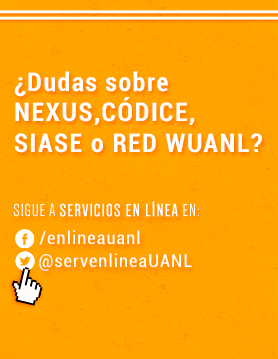 ¿Dudas sobre
NEXUS,CÓDICE,
SIASE o RED WUANL?
SIGUE A SERVICIOS EN LÍNEA EN:
/enlineauanl
@servenlineaUANL